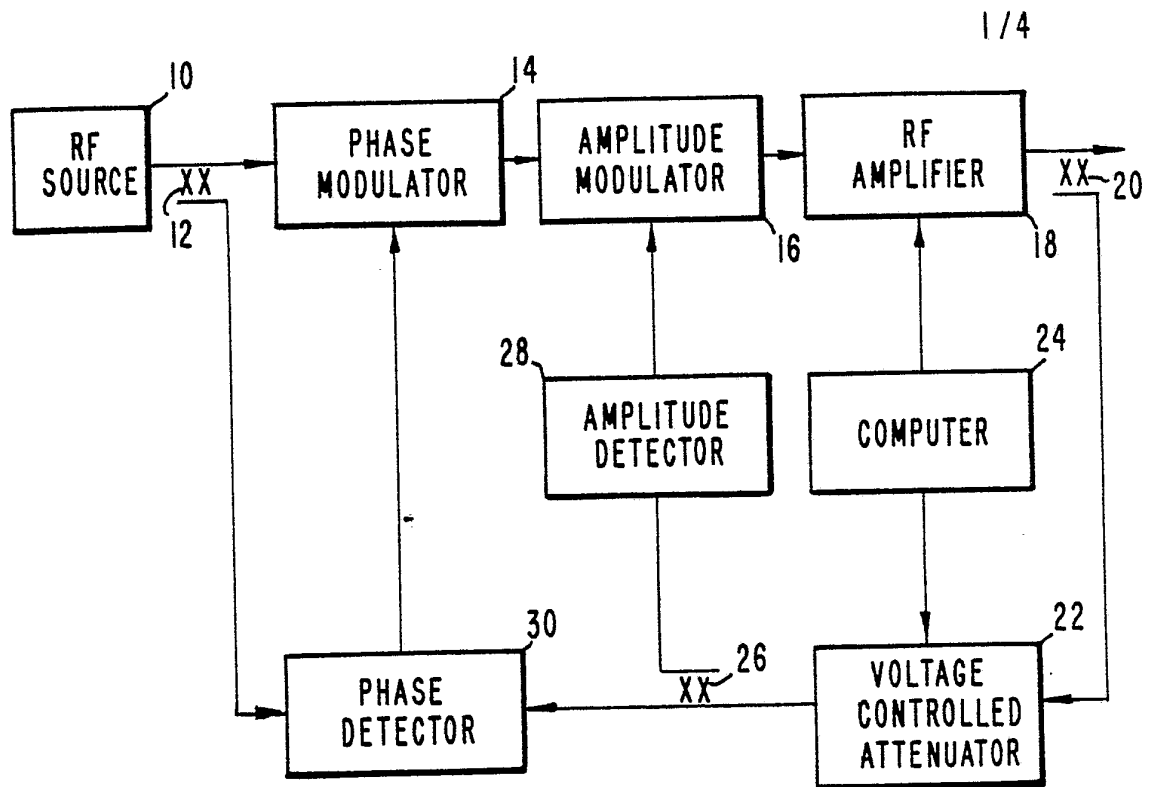 1/4
10
RF
SOURCE
XX
12
14
PHASE
MODULATOR
AMPLITUDE
MODULATOR
16
RF
AMPLIFIER
18
XX
20
28
AMPLITUDE
DETECTOR
24
COMPUTER
30
PHASE
DETECTOR
26
XX
22
VOLTAGE
CONTROLLED
ATTENUATOR